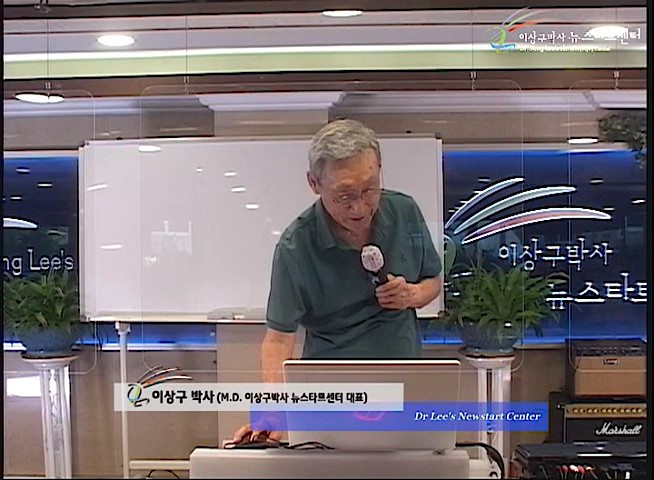 이상구박사 뉴스타트센터
이상구박사
ng Lee's
뉴스타트
이상구 박사 (M.D. 이상구박사 뉴스타트센터 대표)
Dr Lee's Newstart Center
Marshall